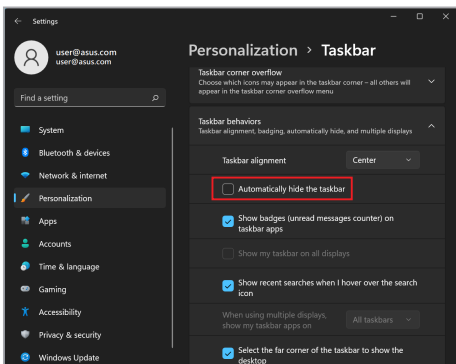 Settings
user@asus.com
user@asus.com
Find a setting
System
Bluetooth & devices
Network & internet
Personalization
Apps
Accounts
Time & language
Gaming
Accessibility
Privacy & security
Windows Update
Personalization > Taskbar
Taskbar corner overflow
Choose which icons may appear in the taskbar corner – all others will
appear in the taskbar corner overflow menu
Taskbar behaviors
Taskbar alignment, badging, automatically hide, and multiple displays
Taskbar alignment
Center
Automatically hide the taskbar
Show badges (unread messages counter) on
taskbar apps
Show my taskbar on all displays
Show recent searches when I hover over the search
icon
When using multiple displays,
show my taskbar apps on
All taskbars
Select the far corner of the taskbar to show the
desktop